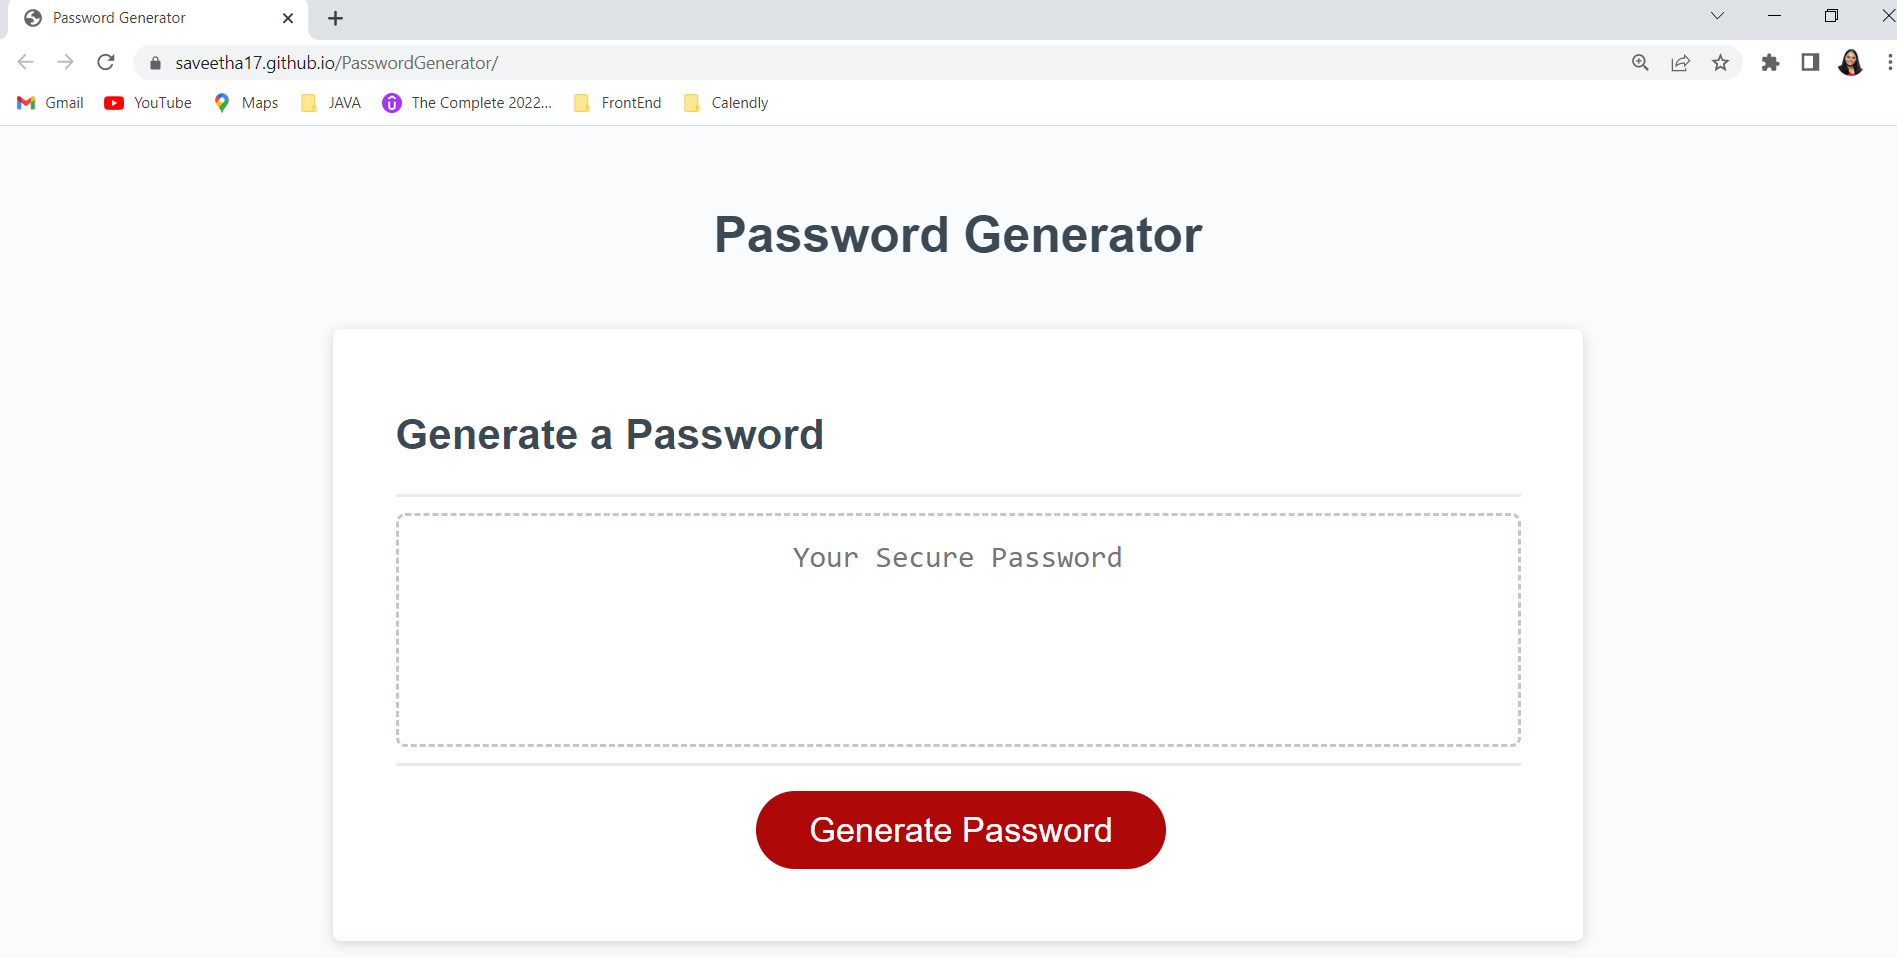 Password Generator
saveetha17.github.io/PasswordGenerator/
Gmail YouTube Maps JAVA The Complete 2022... FrontEnd Calendly
Password Generator
Generate a Password
Your Secure Password
Generate Password